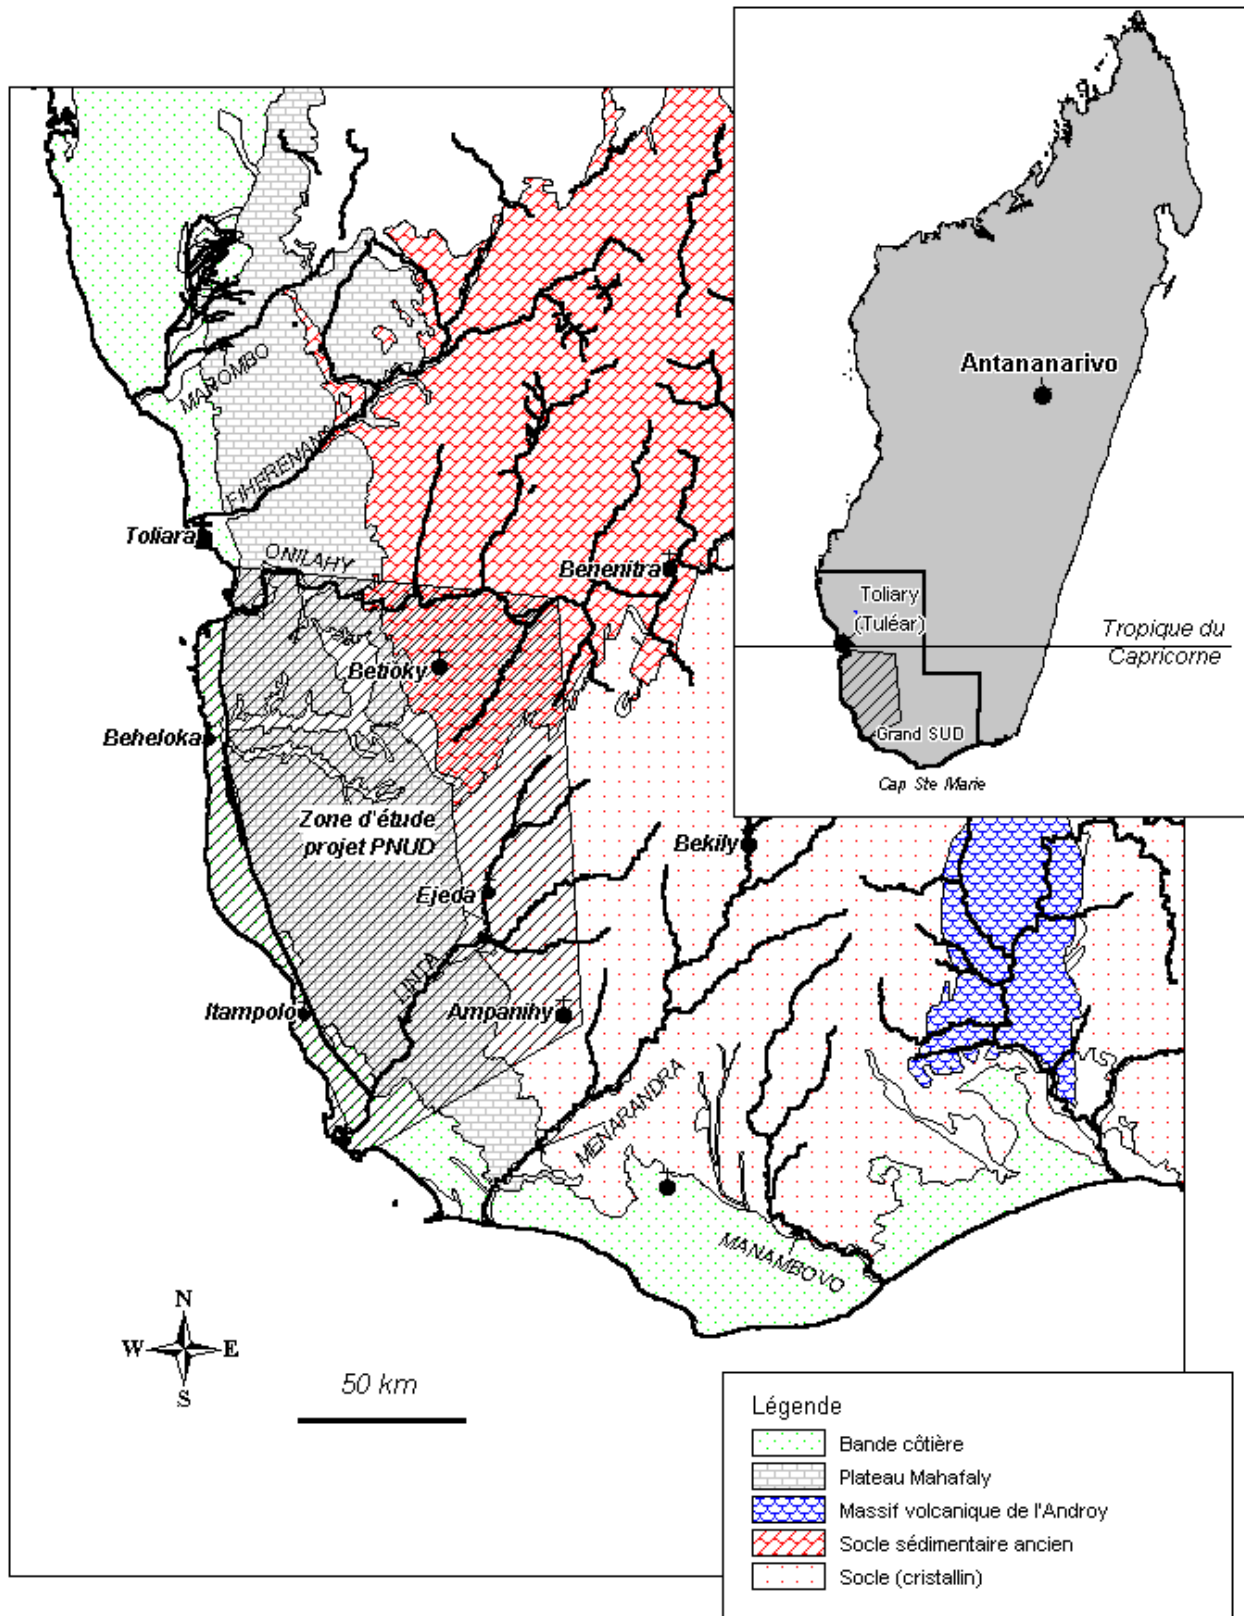 Antananarivo
Toliary
(Tuléar)
Tropique du
Capricorne
Grand SUD
Cap Ste Marie
MANOMBO
FIHERENANA
Toliara
ONILAHY
Benenitra
Betioky
Beheloka
Zone d'étude
projet PNUD
Bekily
Ejeda
LINTA
Itampolo
Ampanihy
MENARANDRA
MANAMBOVO
N
W
E
S
50 km
Légende
Bande côtière
Plateau Mahafaly
Massif volcanique de l'Androy
Socle sédimentaire ancien
Socle (cristallin)